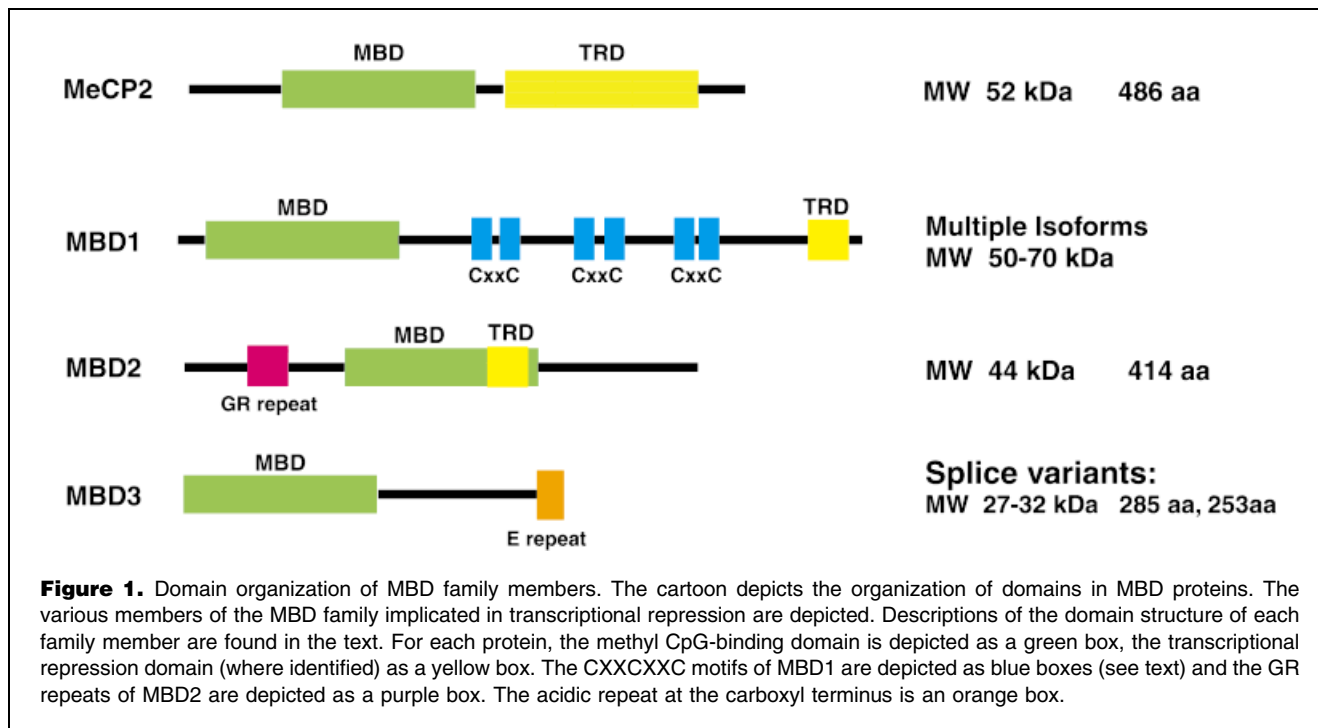 MBD TRD
MeCP2 MW 52 kDa 486 aa
MBD TRD
MBD1 Multiple Isoforms
MW 50-70 kDa
CxxC CxxC CxxC
MBD TRD
MBD2 MW 44 kDa 414 aa
GR repeat
MBD
MBD3 Splice variants:
MW 27-32 kDa 285 aa, 253aa
E repeat
Figure 1. Domain organization of MBD family members. The cartoon depicts the organization of domains in MBD proteins. The
various members of the MBD family implicated in transcriptional repression are depicted. Descriptions of the domain structure of each
family member are found in the text. For each protein, the methyl CpG-binding domain is depicted as a green box, the transcriptional
repression domain (where identified) as a yellow box. The CXXCXXC motifs of MBD1 are depicted as blue boxes (see text) and the GR
repeats of MBD2 are depicted as a purple box. The acidic repeat at the carboxyl terminus is an orange box.